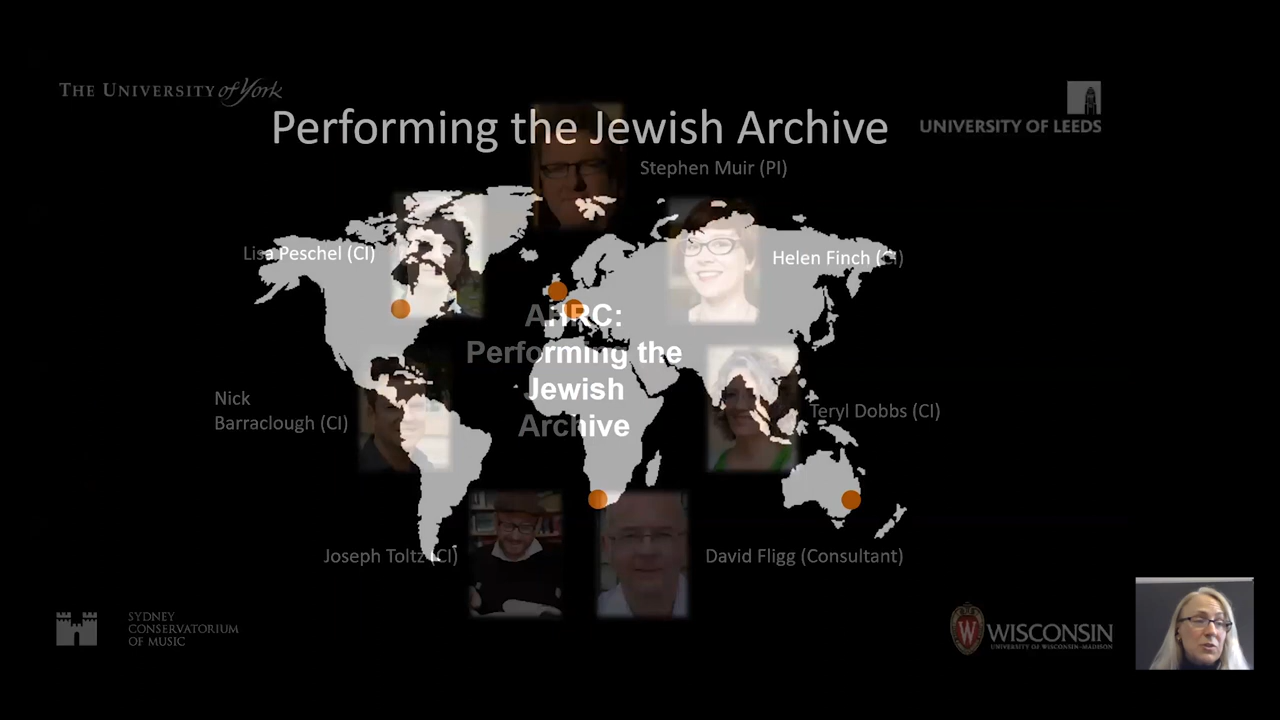 THE UNIVERSITY of York
Performing the Jewish Archive
UNIVERSITY OF LEEDS
Stephen Muir (PI)
Lisa Peschel (CI)
Helen Finch (CI)
AHRC:
Performing the
Jewish
Archive
Nick
Barraclough (CI)
Teryl Dobbs (CI)
Joseph Toltz (CI)
David Fligg (Consultant)
SYDNEY
CONSERVATORIUM
OF MUSIC
W WISCONSIN
UNIVERSITY OF WISCONSIN-MADISON